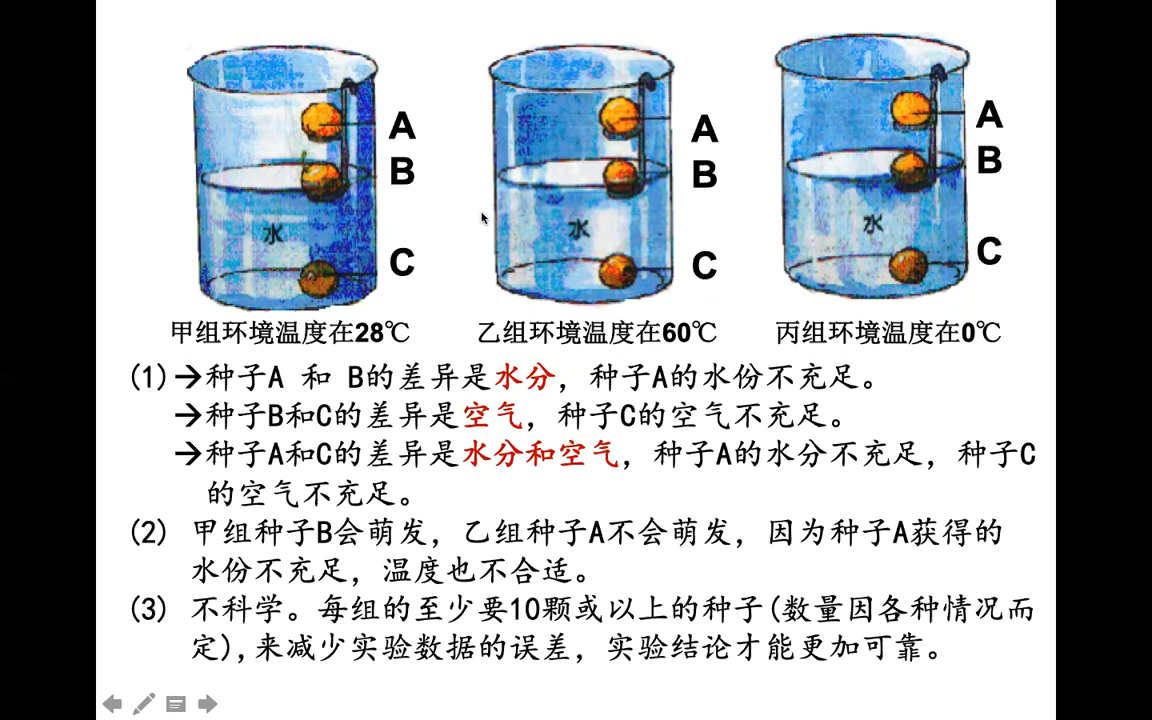 A
B
水
C
A
B
水
C
A
B
水
C
甲组环境温度在28℃
乙组环境温度在60℃
丙组环境温度在0℃
(1)→种子A 和 B的差异是水分，种子A的水份不充足。
→种子B和C的差异是空气，种子C的空气不充足。
→种子A和C的差异是水分和空气，种子A的水分不充足，种子C
的空气不充足。
(2) 甲组种子B会萌发，乙组种子A不会萌发，因为种子A获得的
水份不充足，温度也不合适。
(3) 不科学。每组的至少要10颗或以上的种子(数量因各种情况而
定),来减少实验数据的误差，实验结论才能更加可靠。